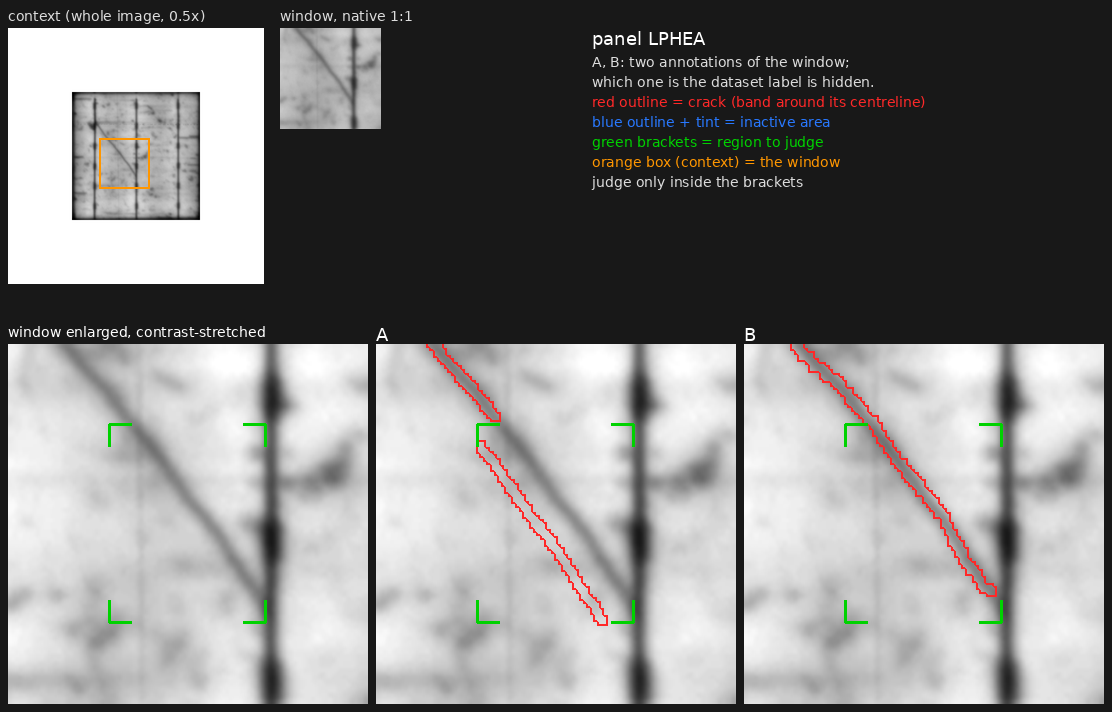 context (whole image, 0.5x)
window, native 1:1
panel LPHEA
A, B: two annotations of the window;
which one is the dataset label is hidden.
red outline = crack (band around its centreline)
blue outline + tint = inactive area
green brackets = region to judge
orange box (context) = the window
judge only inside the brackets
window enlarged, contrast-stretched
A
B